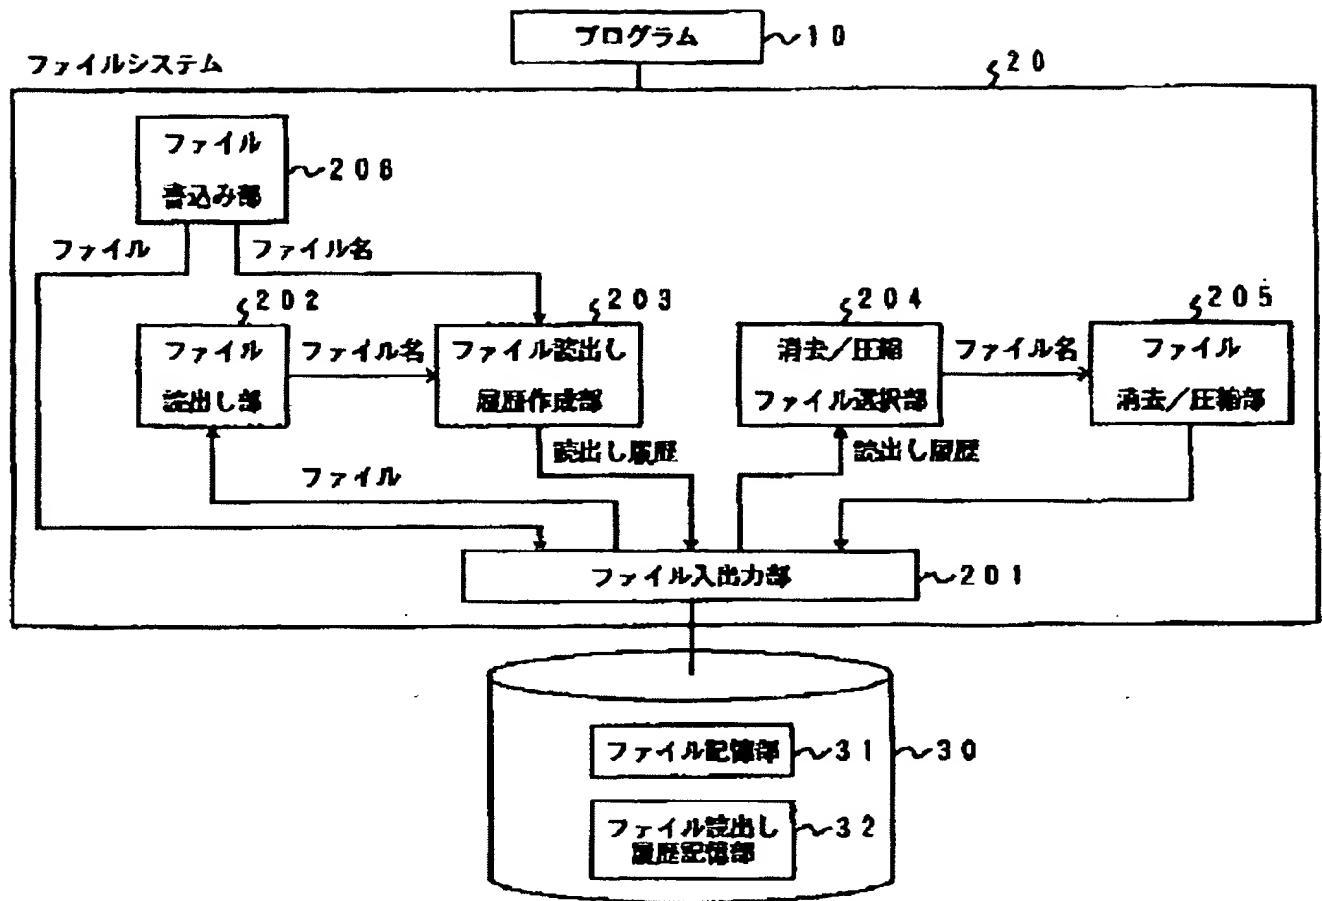 プログラム
10
ファイルシステム
20
ファイル
書込み部
206
ファイル
ファイル名
202
203
204
205
ファイル
読出し部
ファイル名
ファイル読出し
履歴作成部
消去/圧縮
ファイル選択部
ファイル名
ファイル
消去/圧縮部
読出し履歴
読出し履歴
ファイル
ファイル入出力部
201
ファイル記憶部
31
30
ファイル読出し
履歴記憶部
32